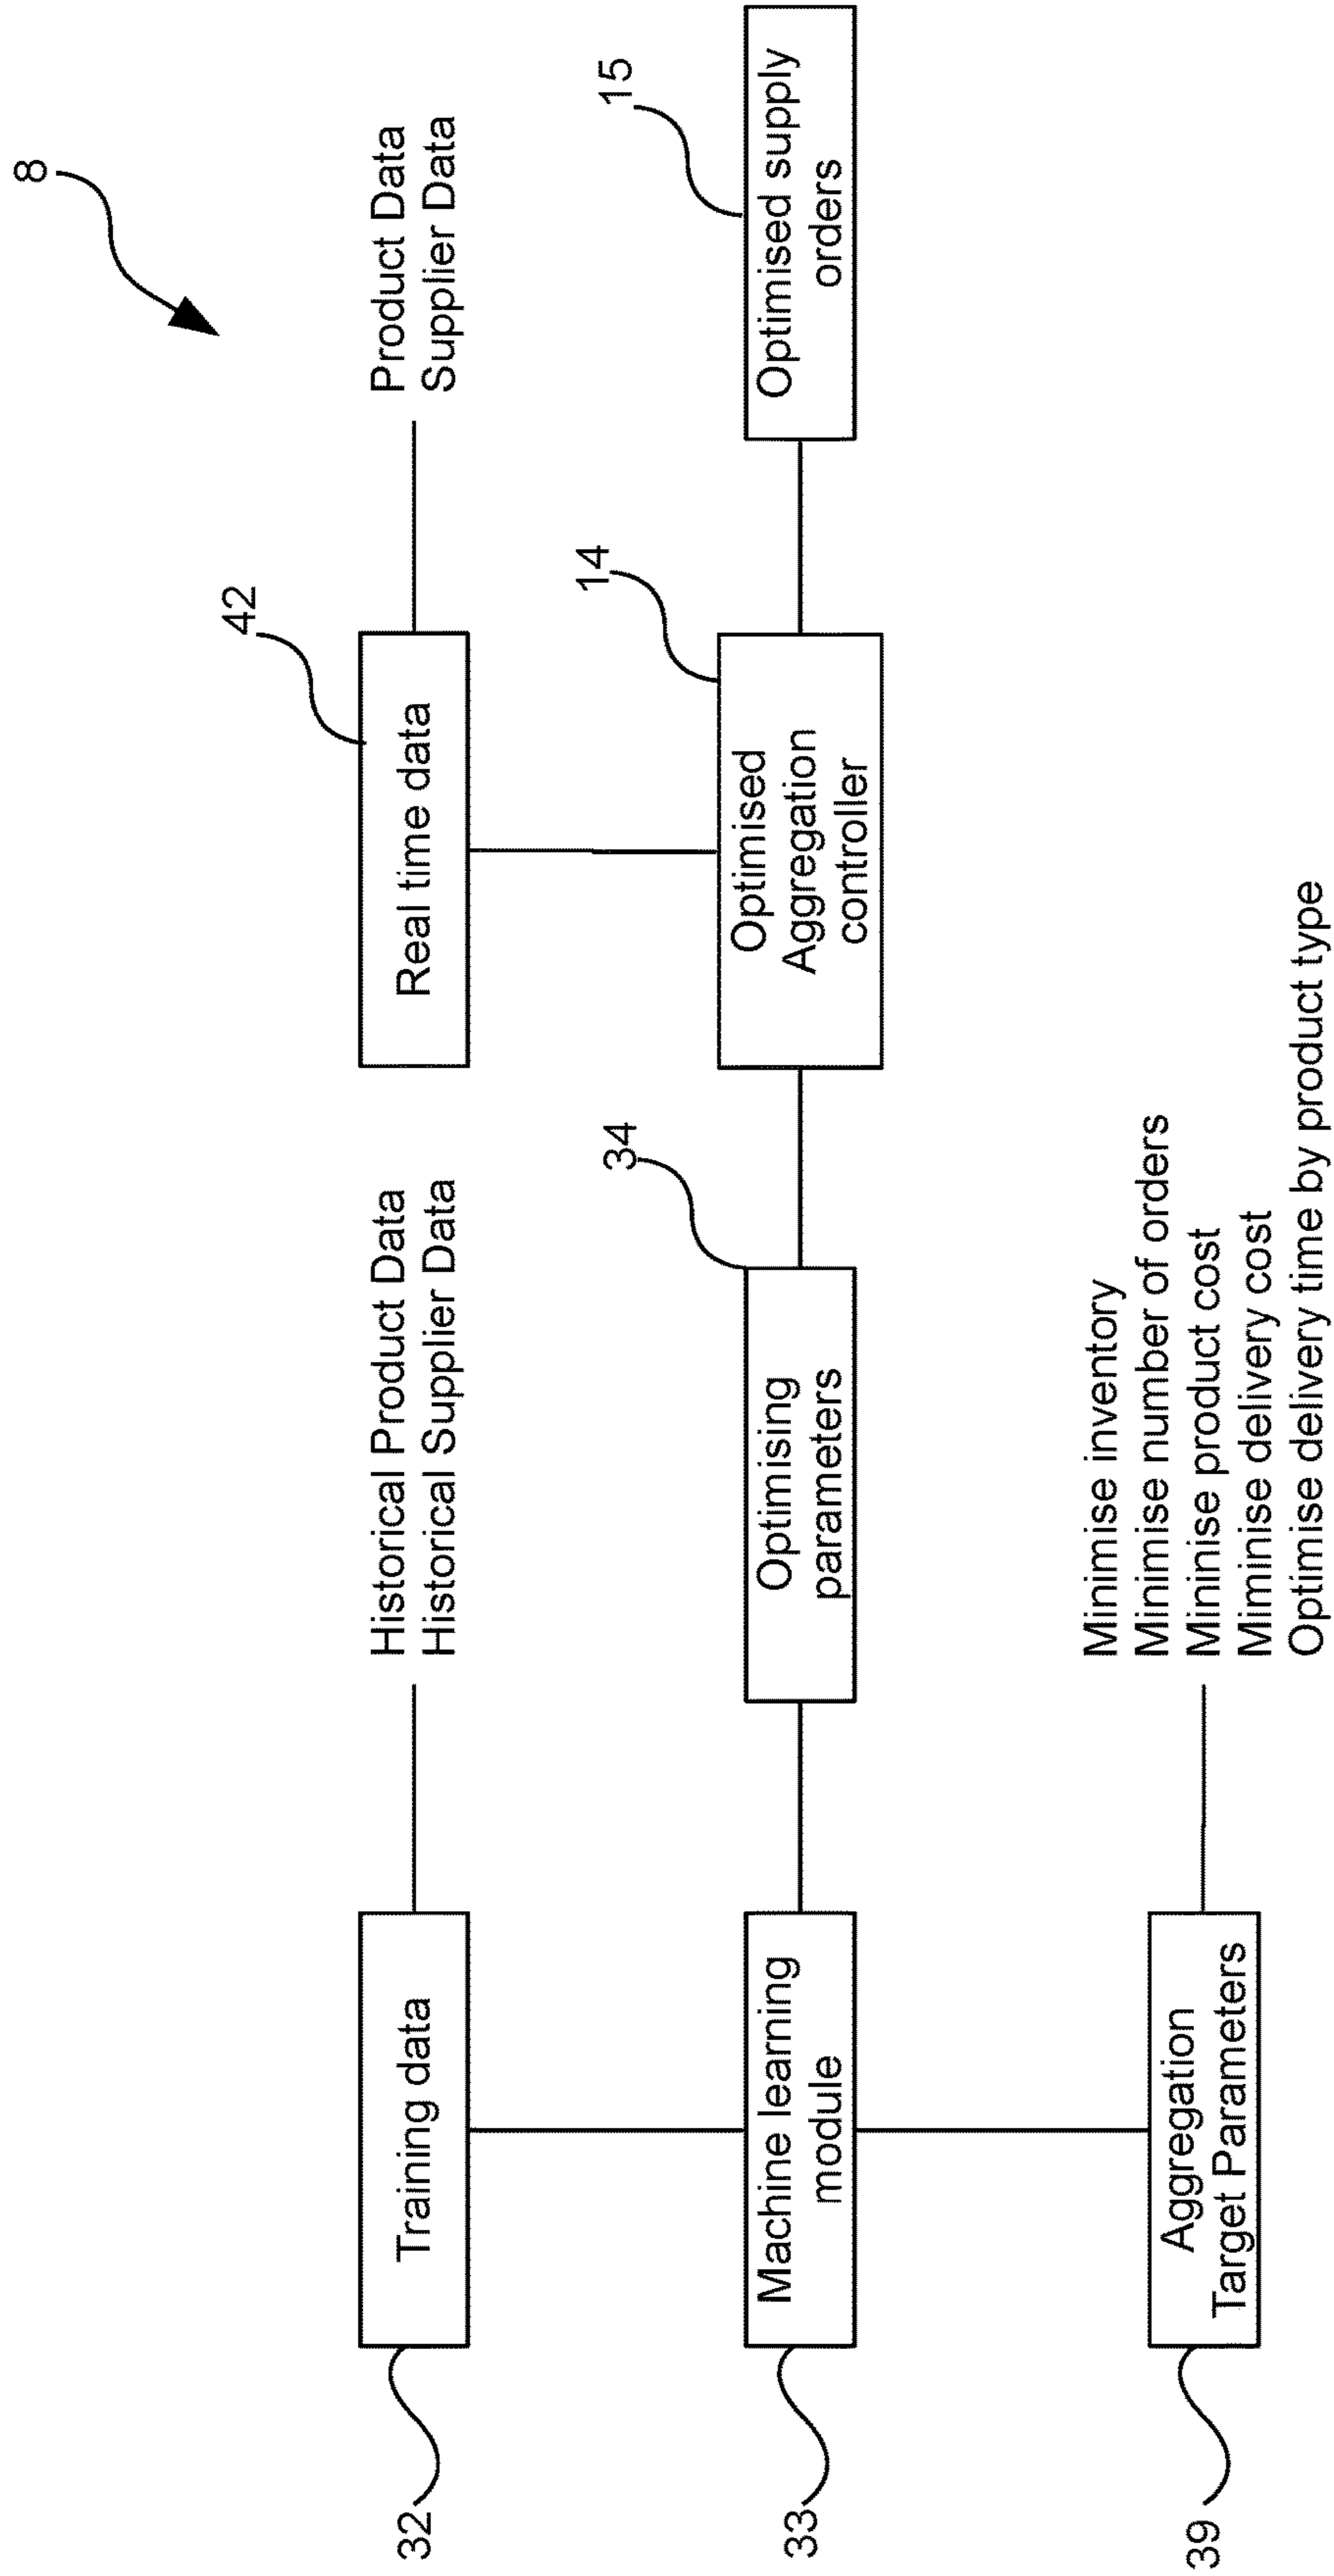 8
Historical Product Data
Historical Supplier Data
42
Product Data
Supplier Data
32
Training data
Real time data
34
14
15
33
Machine learning
module
Optimising
parameters
Optimised
Aggregation
controller
Optimised supply
orders
39
Aggregation
Target Parameters
Minimise inventory
Minimise number of orders
Mininise product cost
Miminise delivery cost
Optimise delivery time by product type